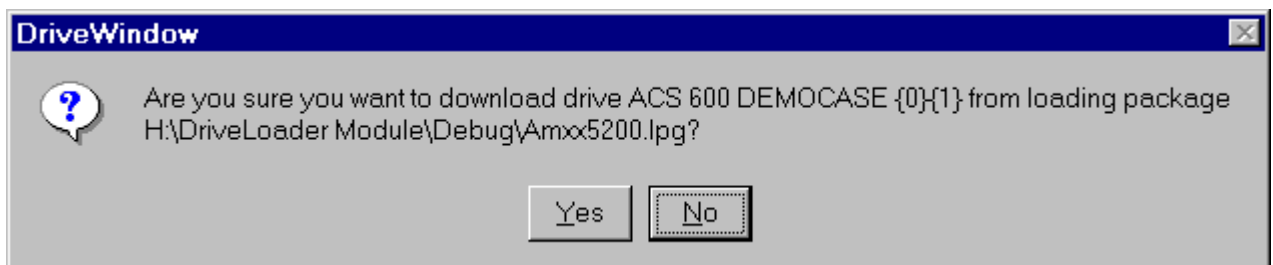 DriveWindow
Are you sure you want to download drive ACS 600 DEMOCASE {0}{1} from loading package
H:\DriveLoader Module\Debug\Amxx5200.lpg?
Yes
No